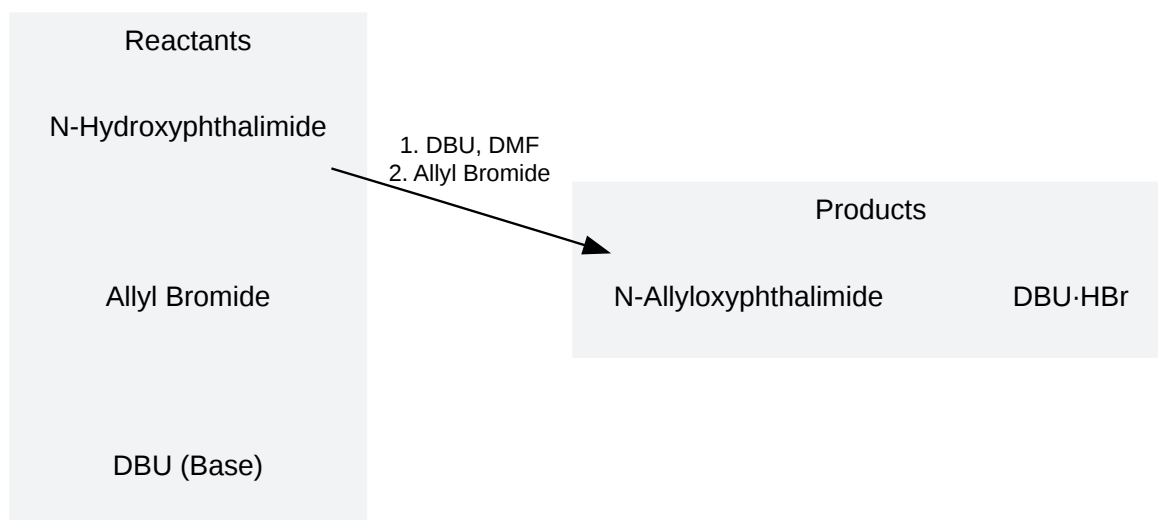 Reactants
N-Hydroxyphthalimide
1. DBU, DMF
2. Allyl Bromide
Products
Allyl Bromide
N-Allyloxyphthalimide
DBU·HBr
DBU (Base)